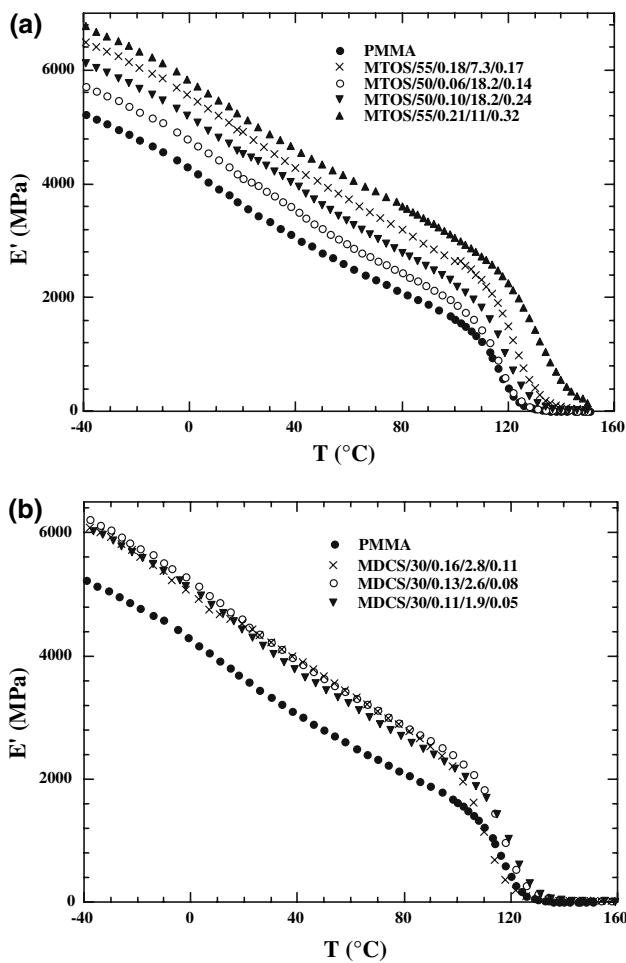 (a)
PMMA
MTOS/55/0.18/7.3/0.17
MTOS/50/0.06/18.2/0.14
MTOS/50/0.10/18.2/0.24
MTOS/55/0.21/11/0.32
6000
4000
2000
0
E' (MPa)
-40 0 40 80 120 160
T (°C)
(b)
PMMA
MDCS/30/0.16/2.8/0.11
MDCS/30/0.13/2.6/0.08
MDCS/30/0.11/1.9/0.05
6000
4000
2000
0
E' (MPa)
-40 0 40 80 120 160
T (°C)